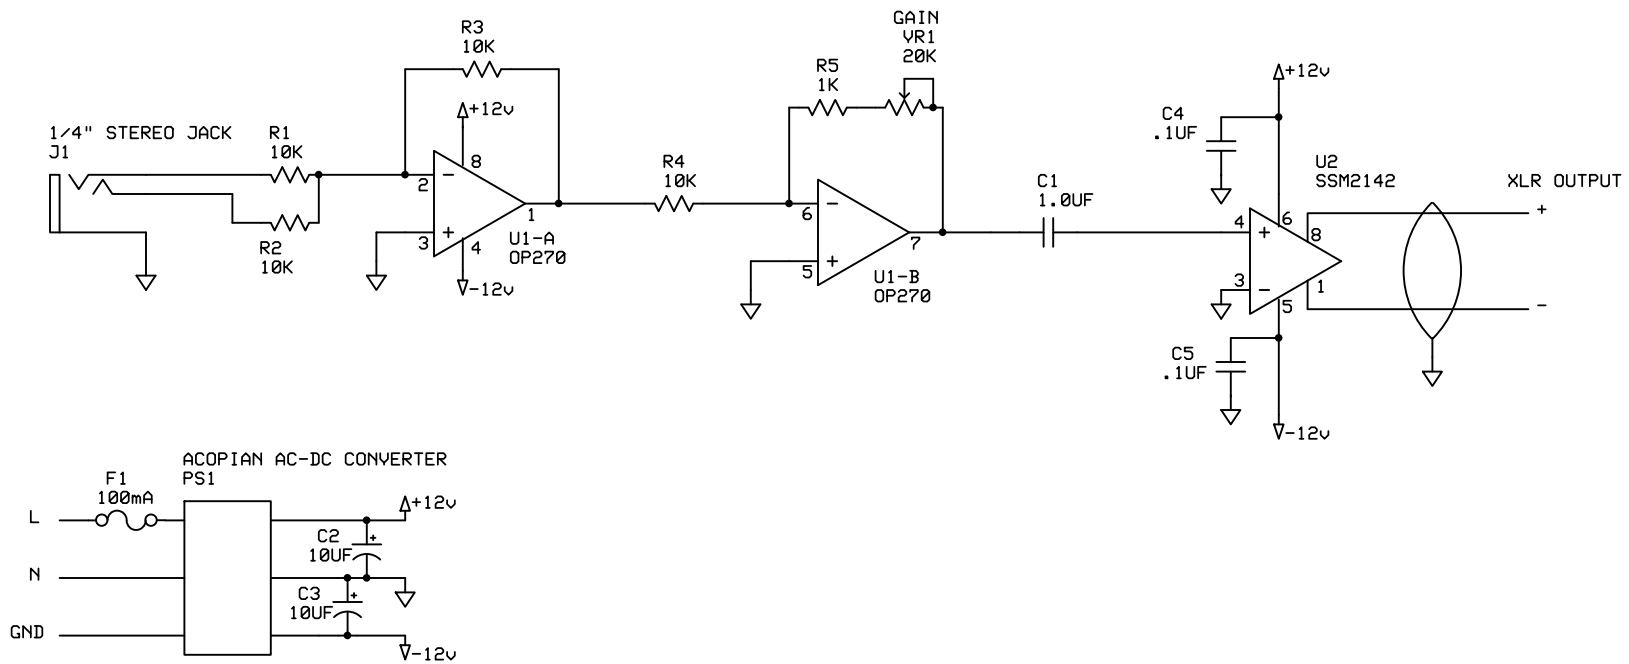 R3
10K
GAIN
VR1
20K
R5
1K
+12v
+12v
1/4" STEREO JACK
J1
R1
10K
R2
10K
8
2
−
3
+
4
1
U1-A
OP270
-12v
R4
10K
6
−
5
+
7
U1-B
OP270
C1
1.0UF
C4
.1UF
U2
SSM2142
XLR OUTPUT
+
4
+
6
8
3
−
5
1
−
C5
.1UF
-12v
ACOPIAN AC-DC CONVERTER
PS1
F1
100mA
L
N
GND
+12v
C2
10UF
+
C3
10UF
+
-12v